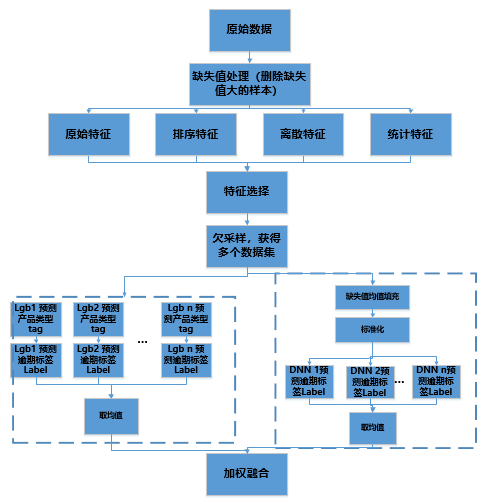 原始数据
缺失值处理（删除缺失
值大的样本）
原始特征
排序特征
离散特征
统计特征
特征选择
欠采样，获得
多个数据集
Lgb1 预测
产品类型
tag
Lgb2 预测
产品类型
tag
...
Lgb n 预
测产品类型
tag
Lgb1 预测
逾期标签
Label
Lgb2 预测
逾期标签
Label
Lgb n 预
测逾期标签
Label
取均值
缺失值均值填充
标准化
DNN 1预
测逾期标
签Label
DNN 2预
测逾期标
签Label
...
DNN n预
测逾期标
签Label
取均值
加权融合